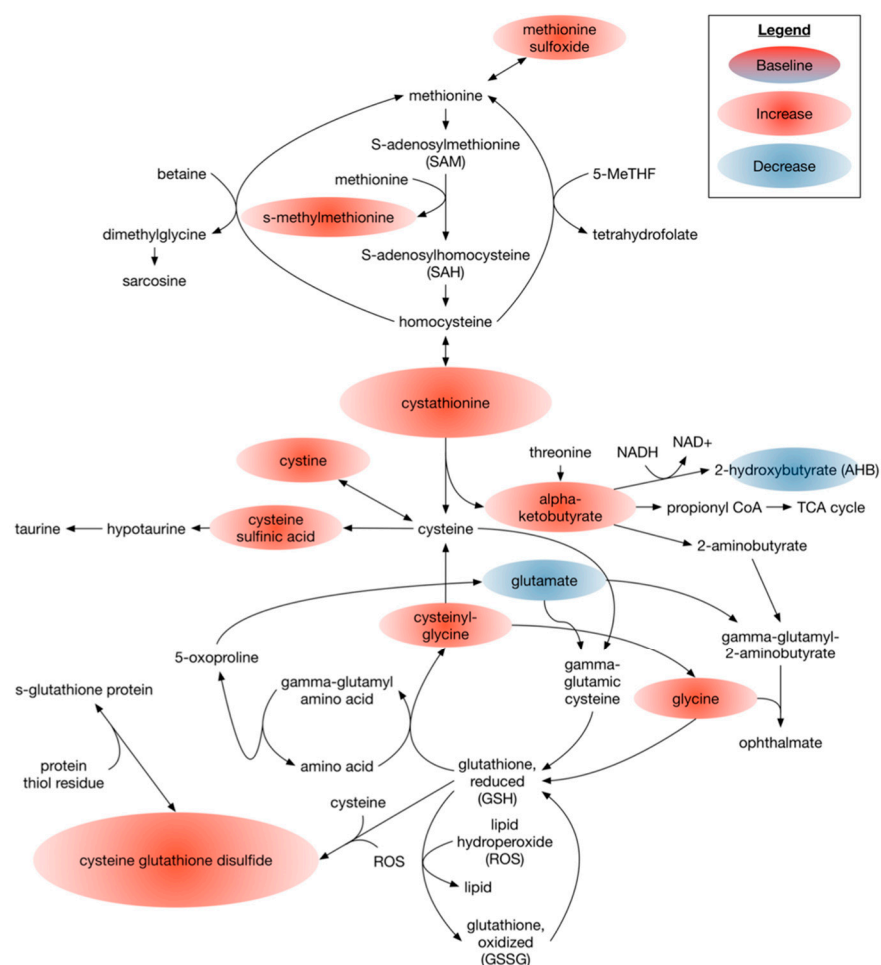 methionine
sulfoxide
Legend
Baseline
Increase
Decrease
methionine
S-adenosylmethionine
(SAM)
betaine
methionine
5-MeTHF
s-methylmethionine
dimethylglycine
tetrahydrofolate
S-adenosylhomocysteine
(SAH)
sarcosine
homocysteine
cystathionine
cystine
threonine
NADH
NAD+
2-hydroxybutyrate (AHB)
alpha-
ketobutyrate
propionyl CoA
TCA cycle
taurine
hypotaurine
cysteine
sulfinic acid
cysteine
2-aminobutyrate
glutamate
cysteinyl-
glycine
gamma-glutamyl-
2-aminobutyrate
5-oxoproline
gamma-
glutamic
cysteine
s-glutathione protein
gamma-glutamyl
amino acid
glycine
ophthalmate
protein
thiol residue
amino acid
glutathione,
reduced
(GSH)
cysteine
lipid
hydroperoxide
(ROS)
cysteine glutathione disulfide
ROS
lipid
glutathione,
oxidized
(GSSG)